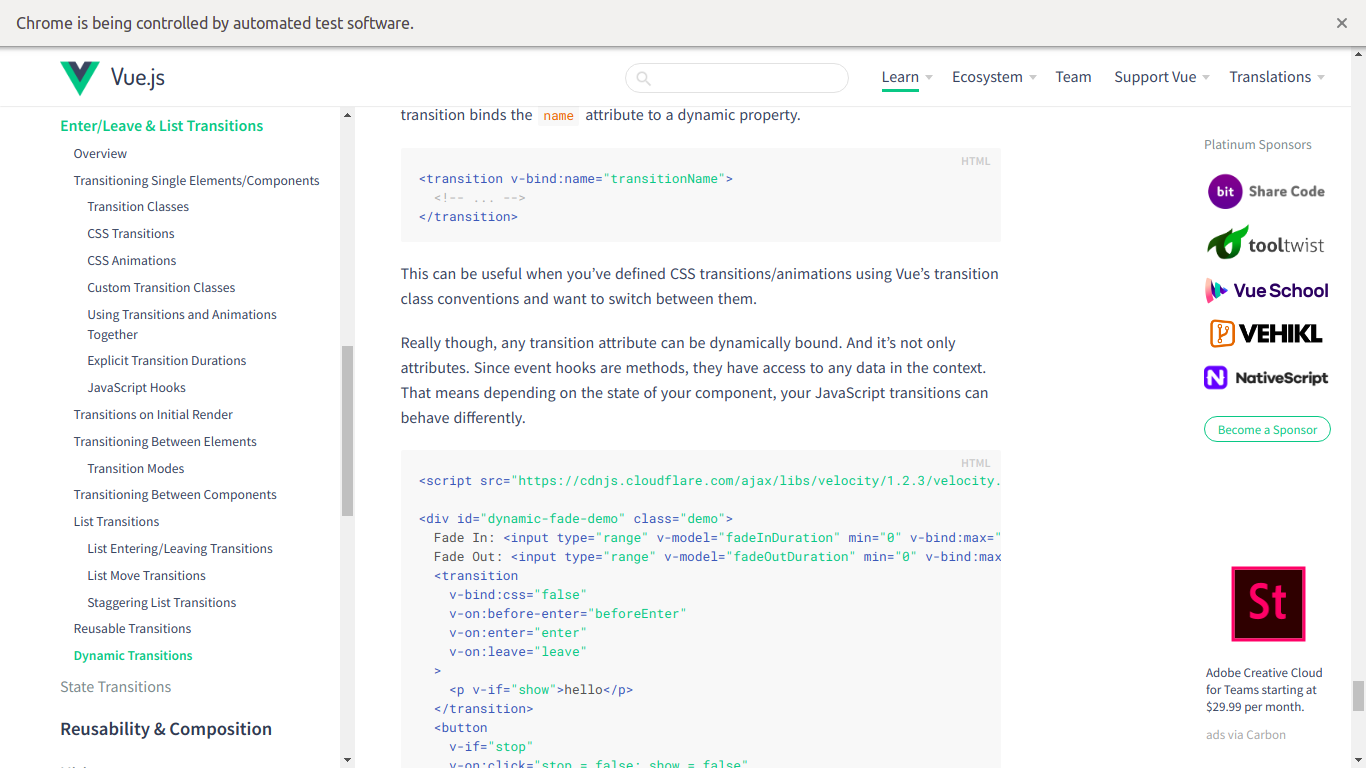 Chrome is being controlled by automated test software.
Vue.js
Learn
Ecosystem
Team
Support Vue
Translations
Enter/Leave & List Transitions
Overview
Transitioning Single Elements/Components
Transition Classes
CSS Transitions
CSS Animations
Custom Transition Classes
Using Transitions and Animations
Together
Explicit Transition Durations
JavaScript Hooks
Transitions on Initial Render
Transitioning Between Elements
Transition Modes
Transitioning Between Components
List Transitions
List Entering/Leaving Transitions
List Move Transitions
Staggering List Transitions
Reusable Transitions
Dynamic Transitions
State Transitions
Reusability & Composition
transition binds the name attribute to a dynamic property.
HTML
<transition v-bind:name="transitionName">
<!-- ... -->
</transition>
This can be useful when you’ve defined CSS transitions/animations using Vue’s transition
class conventions and want to switch between them.
Really though, any transition attribute can be dynamically bound. And it’s not only
attributes. Since event hooks are methods, they have access to any data in the context.
That means depending on the state of your component, your JavaScript transitions can
behave differently.
HTML
<script src="https://cdnjs.cloudflare.com/ajax/libs/velocity/1.2.3/velocity.
<div id="dynamic-fade-demo" class="demo">
Fade In: <input type="range" v-model="fadeInDuration" min="0" v-bind:max="
Fade Out: <input type="range" v-model="fadeOutDuration" min="0" v-bind:max
<transition
v-bind:css="false"
v-on:before-enter="beforeEnter"
v-on:enter="enter"
v-on:leave="leave"
>
<p v-if="show">hello</p>
</transition>
<button
v-if="stop"
v-on:click="stop = false; show = false"
Platinum Sponsors
bit Share Code
tooltwist
Vue School
VEHIKL
NativeScript
Become a Sponsor
St
Adobe Creative Cloud
for Teams starting at
$29.99 per month.
ads via Carbon